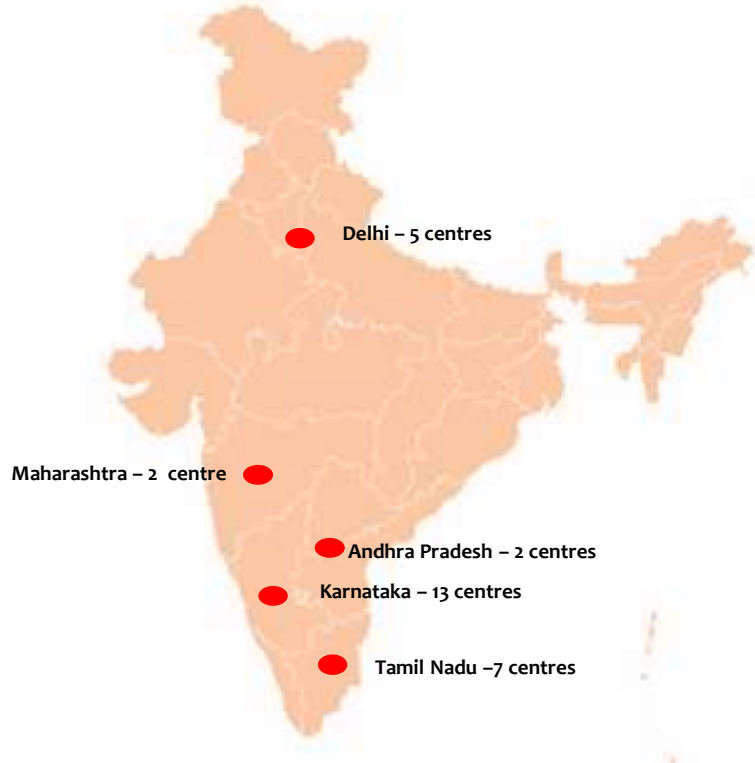 Delhi – 5 centres
Maharashtra – 2 centre
Andhra Pradesh – 2 centres
Karnataka – 13 centres
Tamil Nadu –7 centres